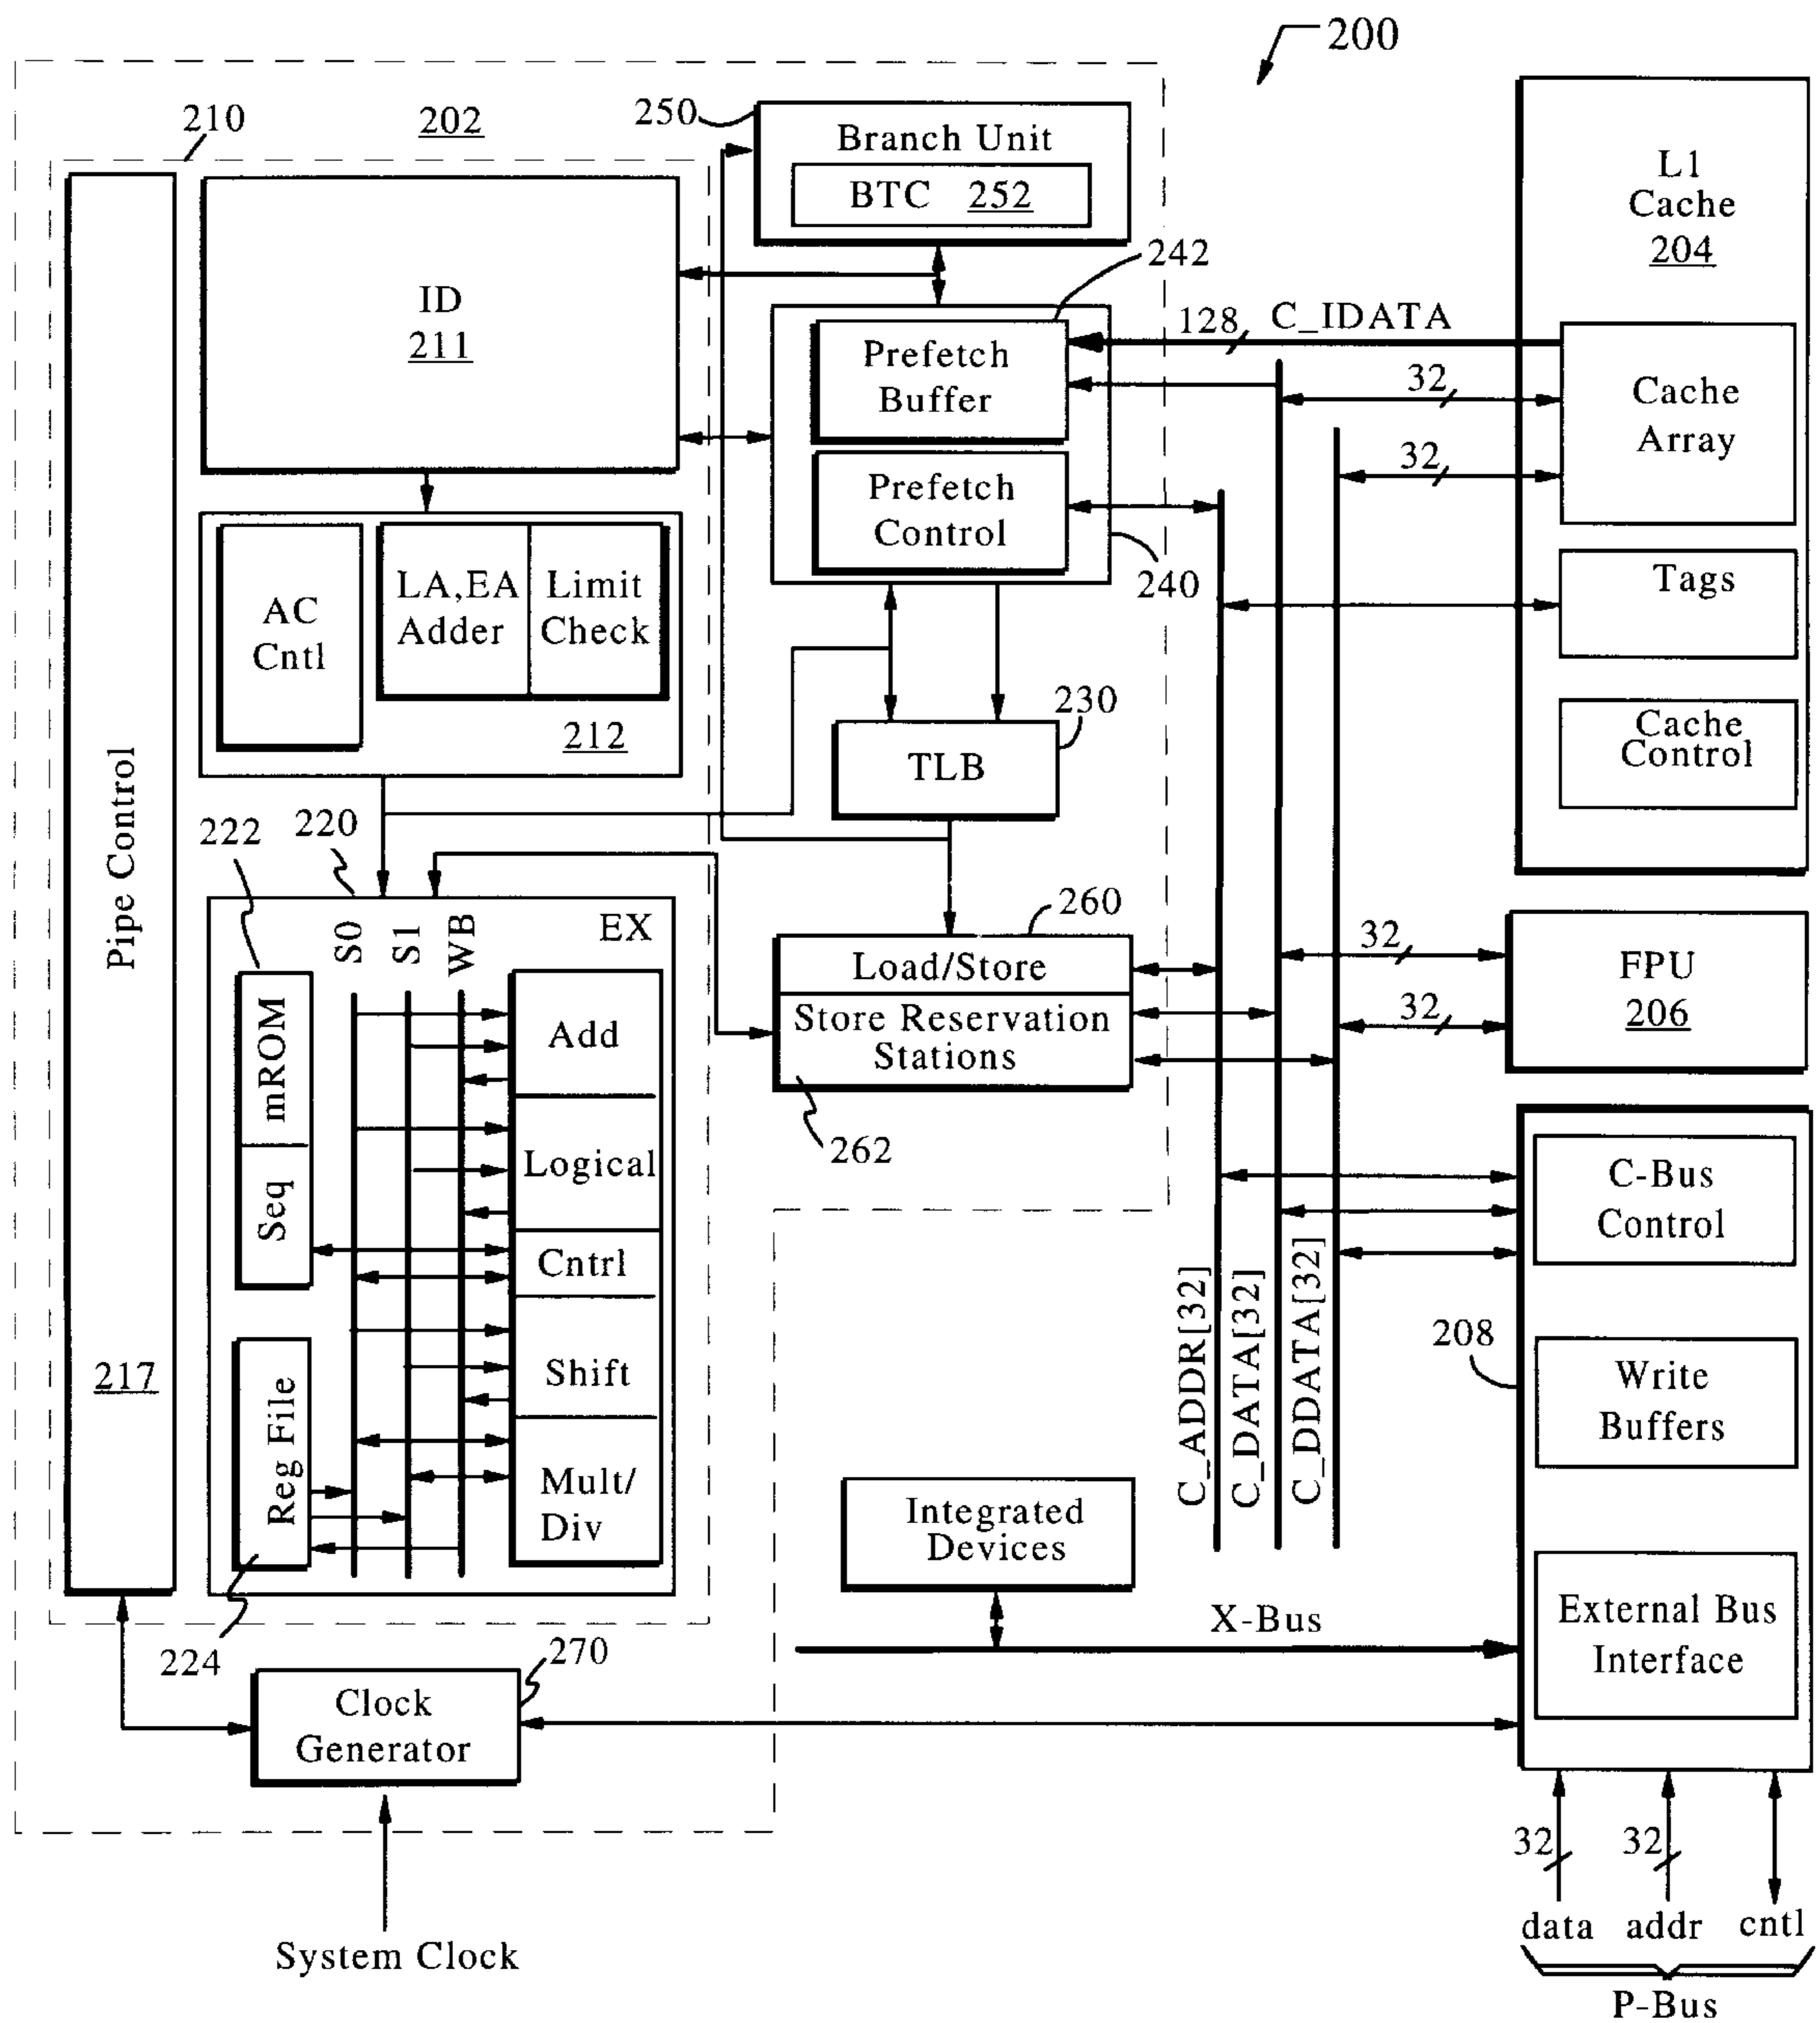 200
210
202
250
Branch Unit
BTC 252
L1
Cache
204
ID
211
242
Prefetch
Buffer
128
C_IDATA
32
Cache
Array
32
Prefetch
Control
240
Tags
AC
Cntl
LA,EA
Adder
Limit
Check
212
230
TLB
Cache
Control
Pipe Control
217
222
220
S0
S1
WB
EX
mROM
Seq
Reg File
224
Add
Logical
Cntrl
Shift
Mult/
Div
260
Load/Store
Store Reservation
Stations
262
32
FPU
206
32
C_ADDR[32]
C_DATA[32]
C_DDATA[32]
C-Bus
Control
208
Write
Buffers
Integrated
Devices
X-Bus
External Bus
Interface
270
Clock
Generator
System Clock
32
32
data
addr
cntl
P-Bus